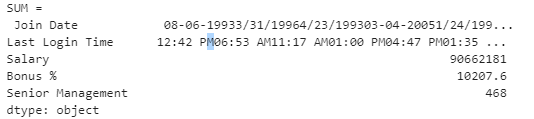 SUM =
Join Date 08-06-19933/31/19964/23/199303-04-20051/24/199...
Last Login Time 12:42 PM06:53 AM11:17 AM01:00 PM04:47 PM01:35 ...
Salary 90662181
Bonus % 10207.6
Senior Management 468
dtype: object